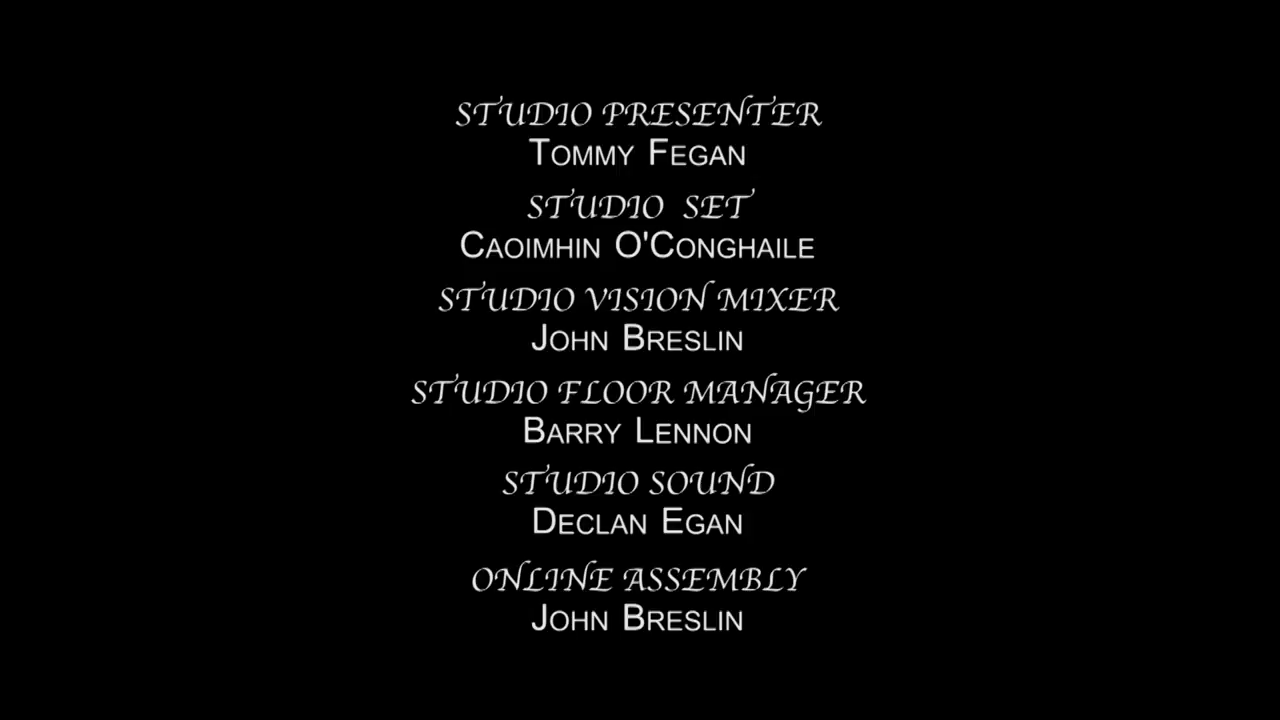 STUDIO PRESENTER
TOMMY FEGAN
STUDIO SET
CAOIMHIN O'CONGHAILE
STUDIO VISION MIXER
JOHN BRESLIN
STUDIO FLOOR MANAGER
BARRY LENNON
STUDIO SOUND
DECLAN EGAN
ONLINE ASSEMBLY
JOHN BRESLIN